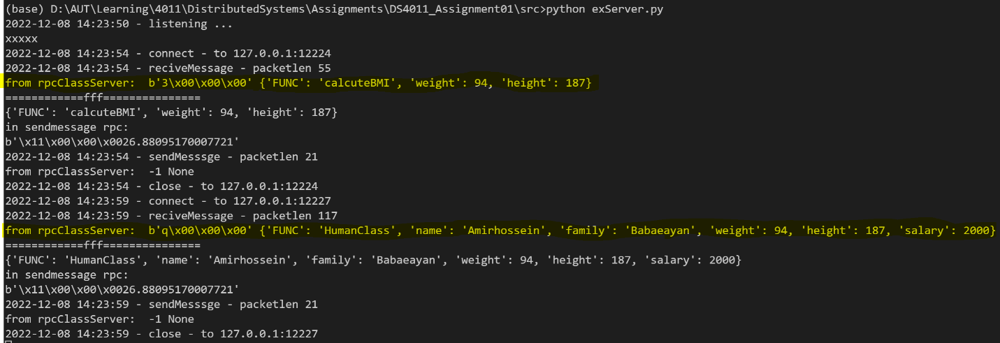 (base) D:\AUT\Learning\4011\DistributedSystems\Assignments\DS4011_Assignment01\src>python exServer.py
2022-12-08 14:23:50 - listening ...
xxxxx
2022-12-08 14:23:54 - connect - to 127.0.0.1:12224
2022-12-08 14:23:54 - reciveMessage - packetlen 55
from rpcClassServer:  b'3\x00\x00\x00' {'FUNC': 'calcuteBMI', 'weight': 94, 'height': 187}
============fff===============
{'FUNC': 'calcuteBMI', 'weight': 94, 'height': 187}
in sendmessage rpc:
b'\x11\x00\x00\x0026.88095170007721'
2022-12-08 14:23:54 - sendMesssge - packetlen 21
from rpcClassServer:  -1 None
2022-12-08 14:23:54 - close - to 127.0.0.1:12224
2022-12-08 14:23:59 - connect - to 127.0.0.1:12227
2022-12-08 14:23:59 - reciveMessage - packetlen 117
from rpcClassServer:  b'q\x00\x00\x00' {'FUNC': 'HumanClass', 'name': 'Amirhossein', 'family': 'Babaeayan', 'weight': 94, 'height': 187, 'salary': 2000}
============fff===============
{'FUNC': 'HumanClass', 'name': 'Amirhossein', 'family': 'Babaeayan', 'weight': 94, 'height': 187, 'salary': 2000}
in sendmessage rpc:
b'\x11\x00\x00\x0026.88095170007721'
2022-12-08 14:23:59 - sendMesssge - packetlen 21
from rpcClassServer:  -1 None
2022-12-08 14:23:59 - close - to 127.0.0.1:12227